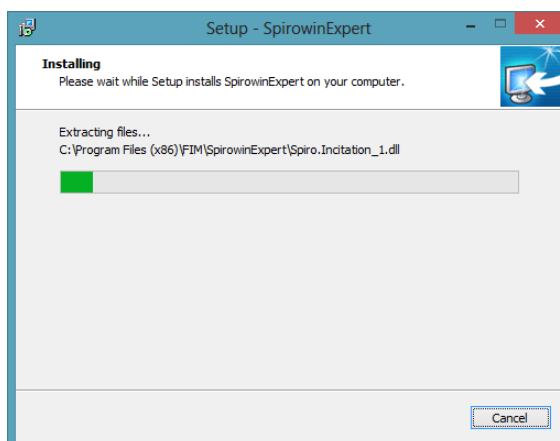 Setup - SpirowinExpert
Installing
Please wait while Setup installs SpirowinExpert on your computer.
Extracting files...
C:\Program Files (x86)\FIM\SpirowinExpert\Spiro.Incitation_1.dll
Cancel